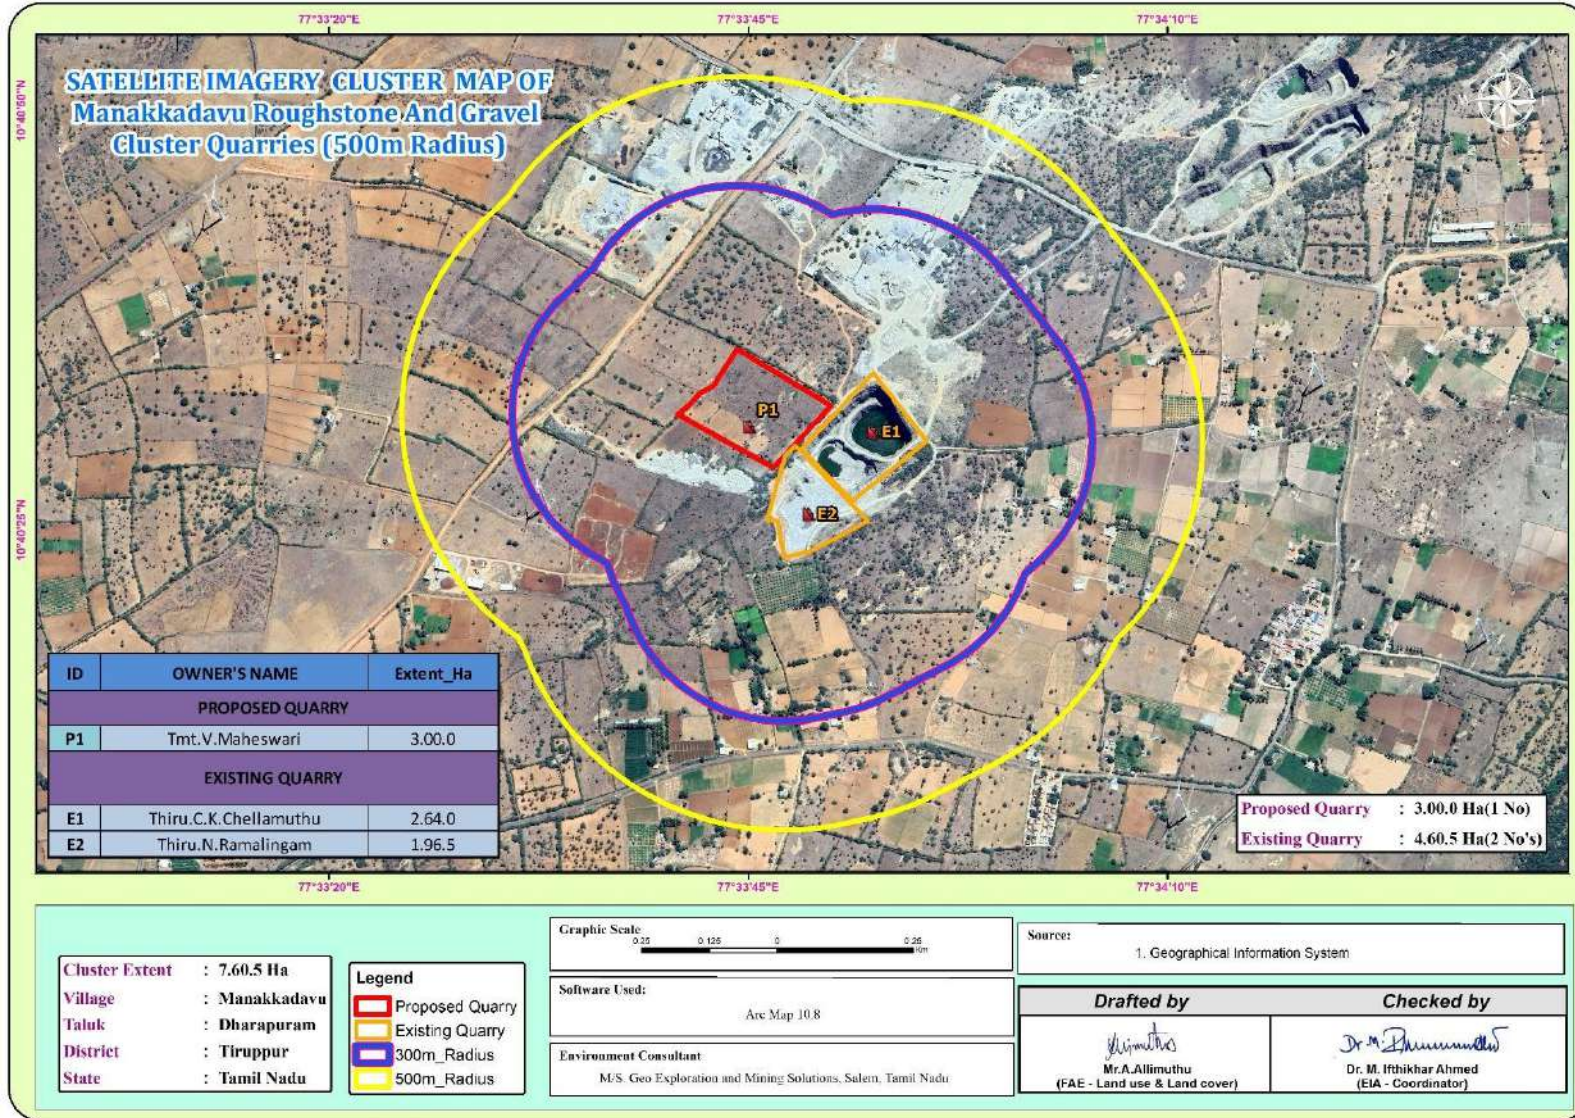 77°33'20"E
77°33'45"E
77°34'10"E
10°40'50"N
10°40'25"N
SATELLITE IMAGERY CLUSTER MAP OF
Manakkadavu Roughstone And Gravel
Cluster Quarries (500m Radius)
P1
E1
E2
ID OWNER'S NAME Extent_Ha
PROPOSED QUARRY
P1 Tmt.V.Maheswari 3.00.0
EXISTING QUARRY
E1 Thiru.C.K.Chellamuthu 2.64.0
E2 Thiru.N.Ramalingam 1.96.5
Proposed Quarry : 3.00.0 Ha(1 No)
Existing Quarry : 4.60.5 Ha(2 No's)
77°33'20"E
77°33'45"E
77°34'10"E
Cluster Extent : 7.60.5 Ha
Village : Manakkadavu
Taluk : Dharapuram
District : Tiruppur
State : Tamil Nadu
Legend
Proposed Quarry
Existing Quarry
300m_Radius
500m_Radius
Graphic Scale
0.25 0.125 0 0.25
Km
Software Used:
Arc Map 10.8
Environment Consultant
M/S. Geo Exploration and Mining Solutions, Salem, Tamil Nadu
Source:
1. Geographical Information System
Drafted by
Mr.A.Allimuthu
(FAE - Land use & Land cover)
Checked by
Dr. M. Ifthikhar Ahmed
(EIA - Coordinator)